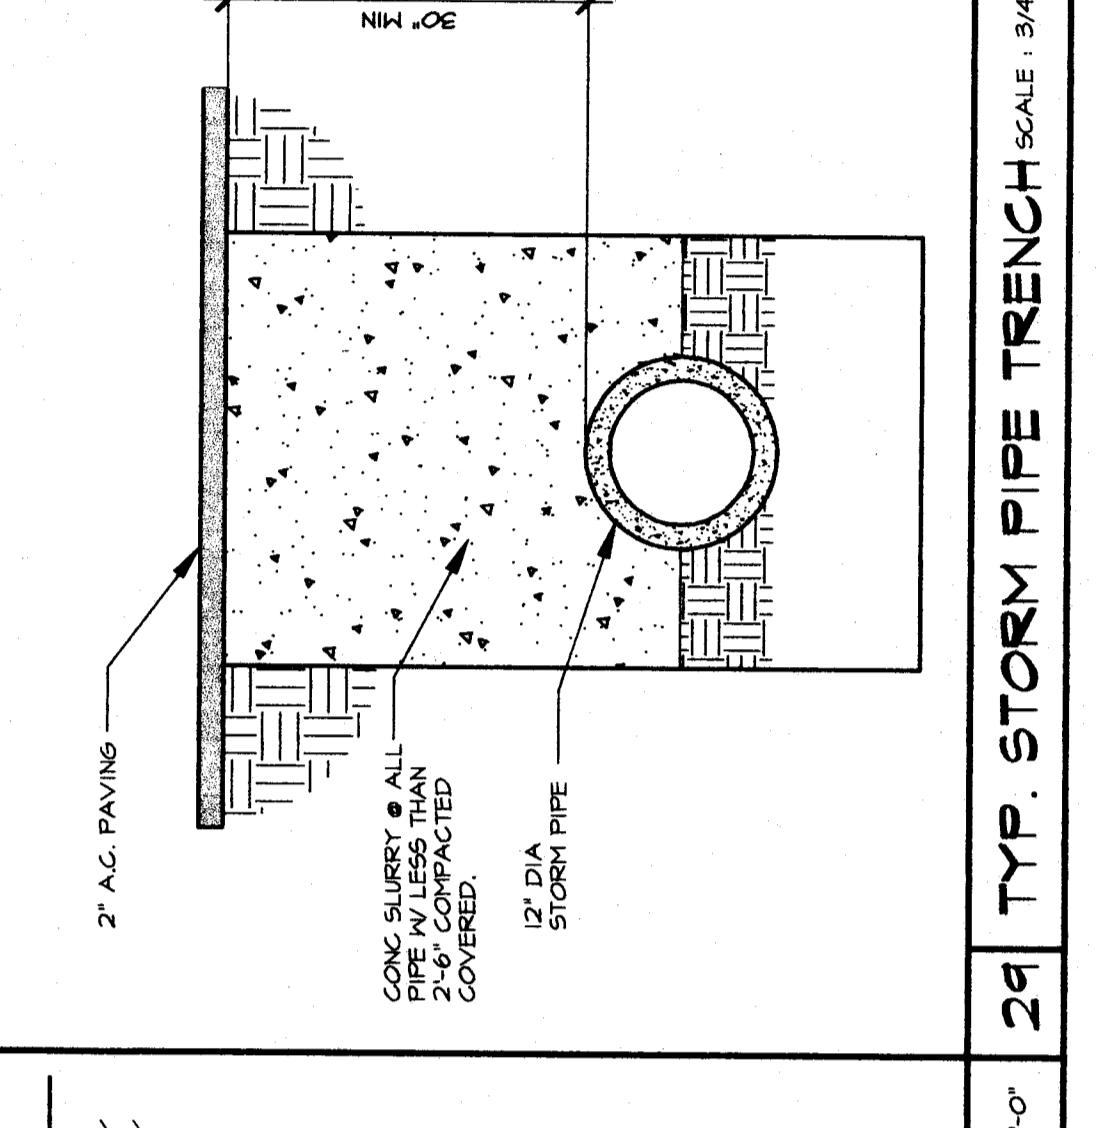 30" MIN
2" A.C. PAVING
CONC SLURRY @ ALL
PIPE W/ LESS THAN
2'-6" COMPACTED
COVERED.
12" DIA
STORM PIPE
29
TYP. STORM PIPE TRENCH
SCALE : 3/4
'-0"